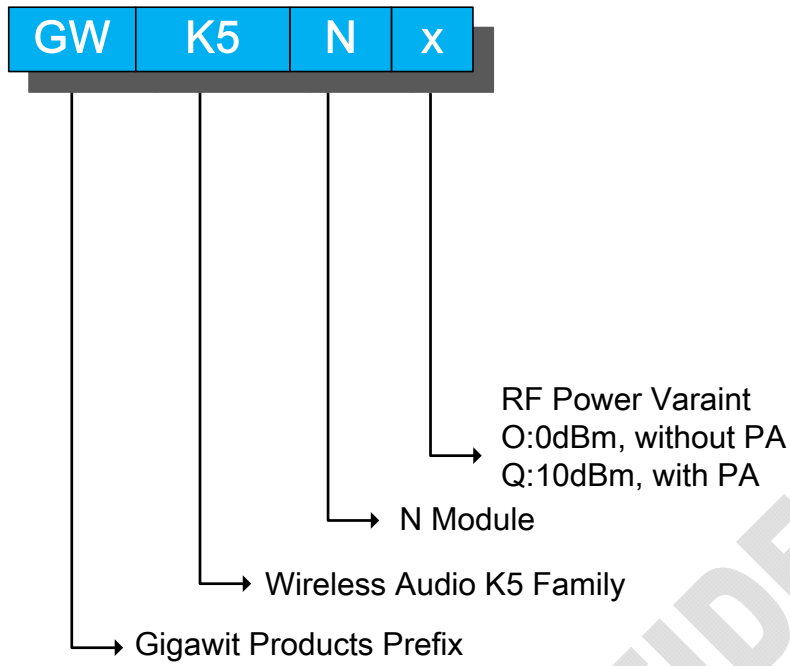 GW K5 N x
RF Power Varaint
O:0dBm, without PA
Q:10dBm, with PA
N Module
Wireless Audio K5 Family
Gigawit Products Prefix